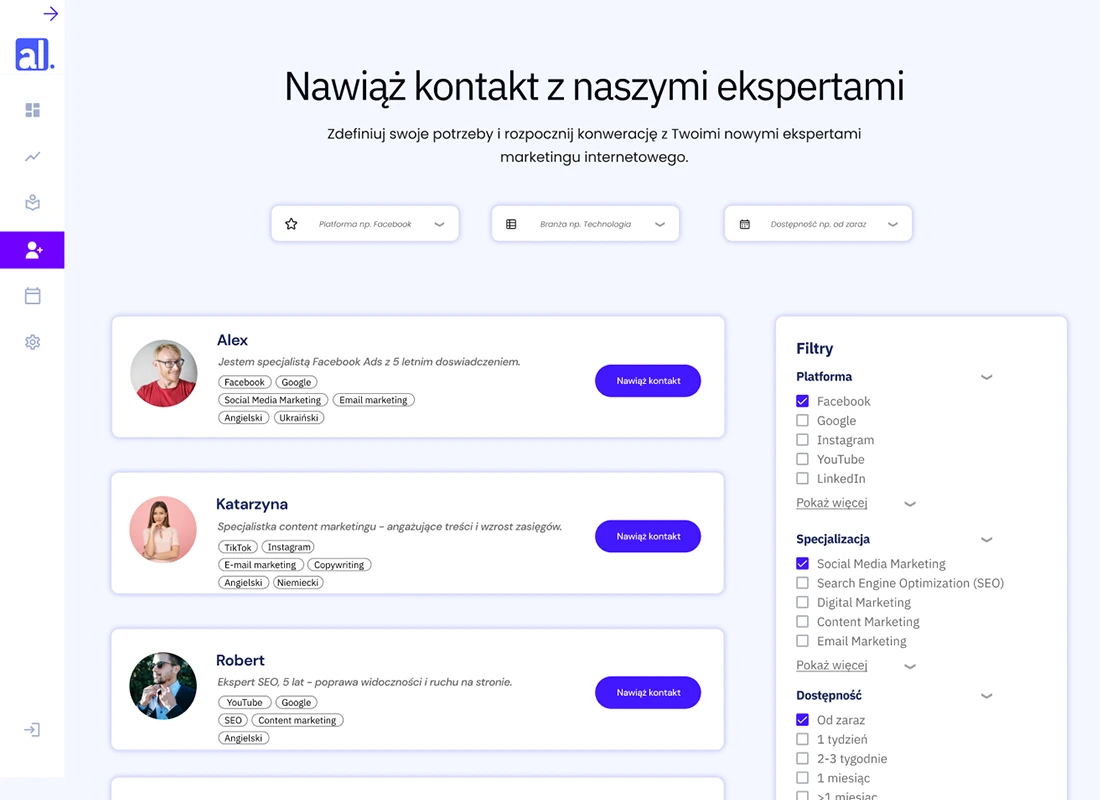 al.
Nawiąż kontakt z naszymi ekspertami
Zdefiniuj swoje potrzeby i rozpocznij konwerację z Twoimi nowymi ekspertami
marketingu internetowego.
Platforma np. Facebook
Branża np. Technologia
Dostępność np. od zaraz
Alex
Jestem specjalistą Facebook Ads z 5 letnim doswiadczeniem.
Facebook Google
Social Media Marketing Email marketing
Angielski Ukraiński
Nawiąż kontakt
Katarzyna
Specjalistka content marketingu - angażujące treści i wzrost zasięgów.
TikTok Instagram
E-mail marketing Copywriting
Angielski Niemiecki
Nawiąż kontakt
Robert
Ekspert SEO, 5 lat - poprawa widoczności i ruchu na stronie.
YouTube Google
SEO Content marketing
Angielski
Nawiąż kontakt
Filtry
Platforma
Facebook
Google
Instagram
YouTube
LinkedIn
Pokaż więcej
Specjalizacja
Social Media Marketing
Search Engine Optimization (SEO)
Digital Marketing
Content Marketing
Email Marketing
Pokaż więcej
Dostępność
Od zaraz
1 tydzień
2-3 tygodnie
1 miesiąc
>1 miesiąc